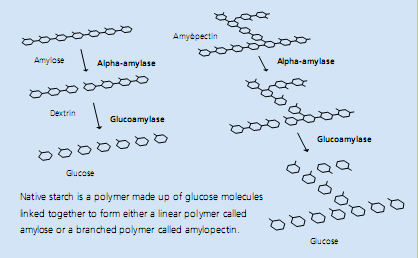 Amyopectin
Amylose
Alpha-amylase
Alpha-amylase
Dextrin
Glucoamylase
Glucoamylase
Glucose
Native starch is a polymer made up of glucose molecules
linked together to form either a linear polymer called
amylose or a branched polymer called amylopectin.
Glucose